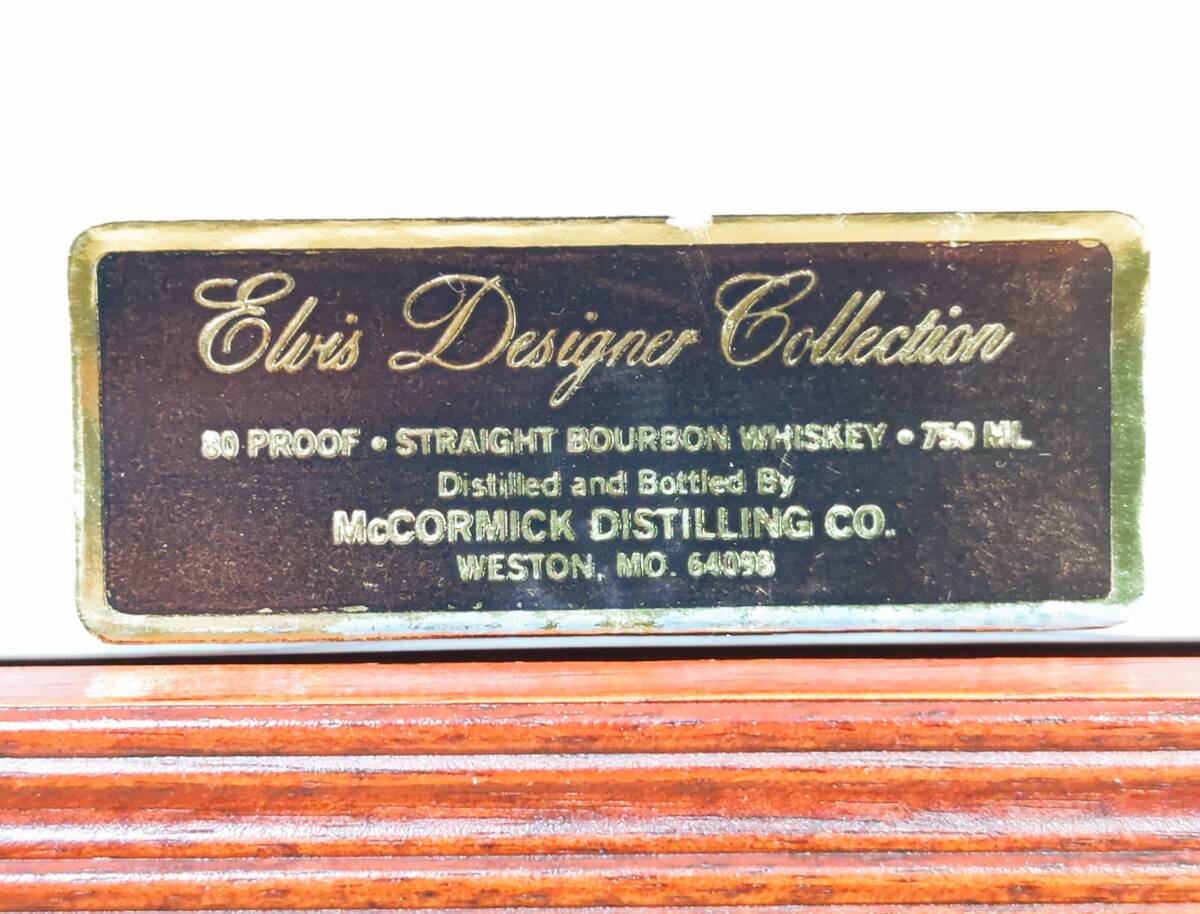 Elvis Designer Collection
80 PROOF • STRAIGHT BOURBON WHISKEY • 750 ML
Distilled and Bottled By
McCORMICK DISTILLING CO.
WESTON, MO. 64098